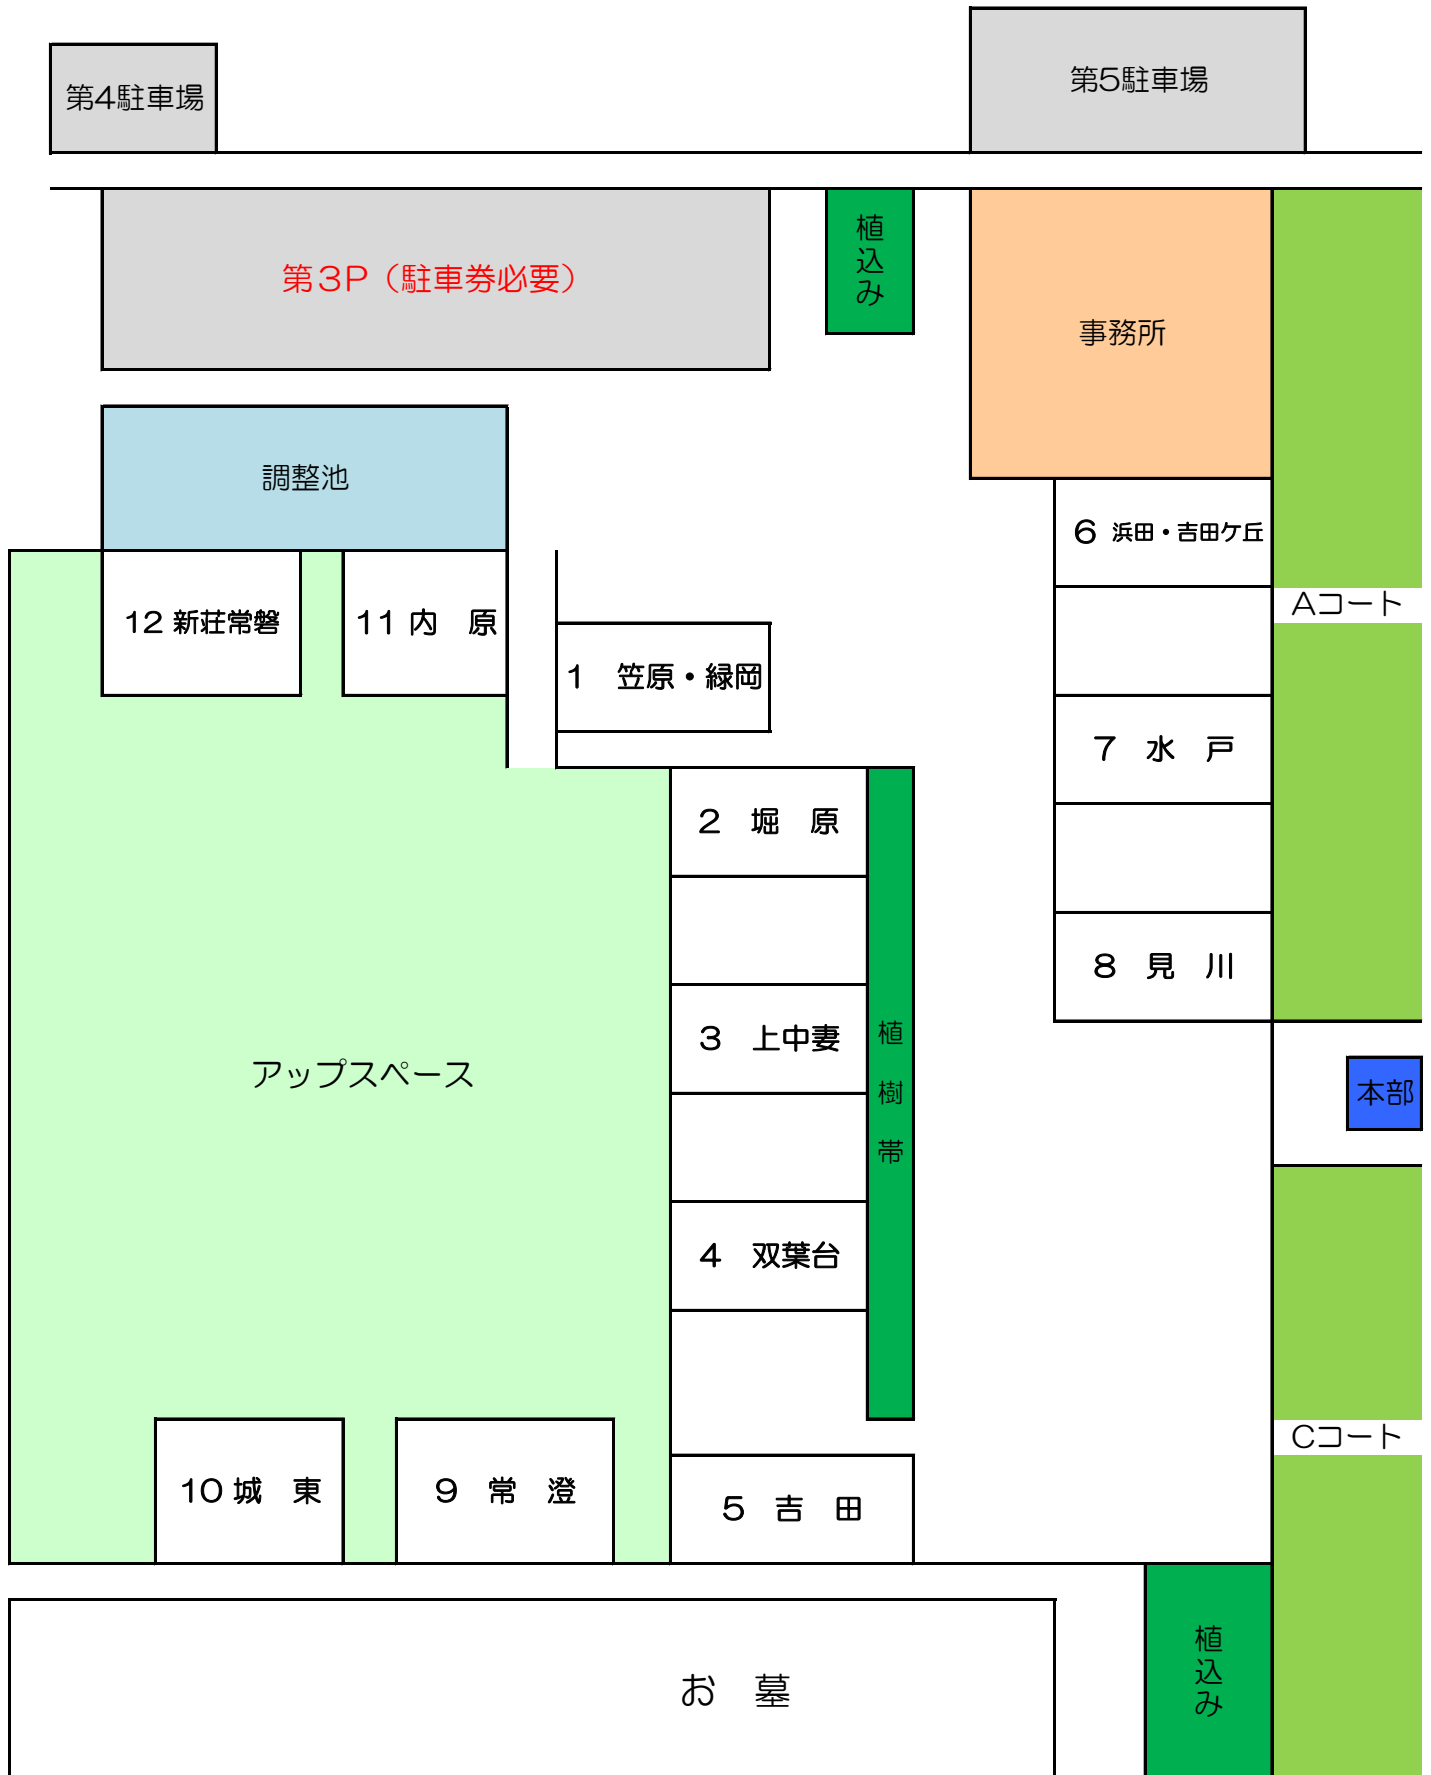 第4駐車場
第5駐車場
第3P（駐車券必要）
植込み
事務所
調整池
6 浜田・吉田ケ丘
12 新荘常磐
11 内　原
Aコート
1　笠原・緑岡
7　水　戸
2　堀　原
8　見　川
3　上中妻
植樹帯
アップスペース
本部
4　双葉台
Cコート
10 城　東
9　常　澄
5　吉　田
植込み
お　墓